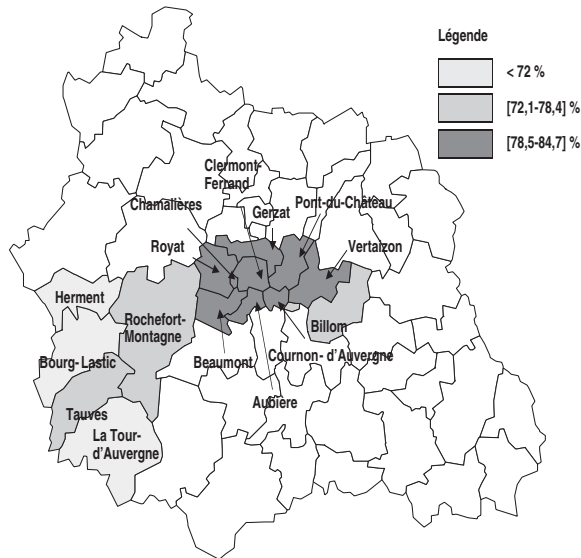 Légende
< 72 %
[72,1-78,4] %
[78,5-84,7] %
Clermont-
Ferrand
Chamalières
Gerzat
Pont-du-Château
Royat
Vertaizon
Herment
Rochefort-
Montagne
Billom
Bourg-Lastic
Beaumont
Cournon- d'Auvergne
Aubière
Tauves
La Tour-
d'Auvergne